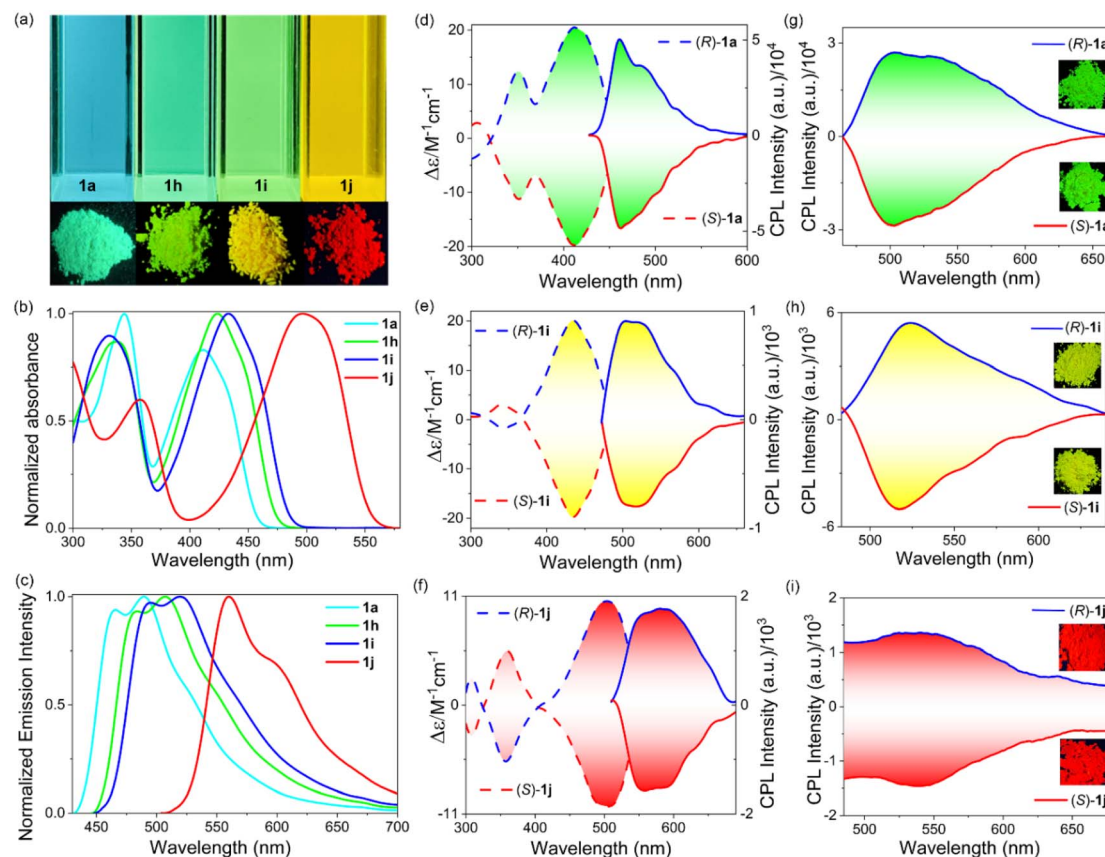 (a)
1a 1h 1i 1j
(b)
Normalized absorbance
1.0
0.5
0.0
300 350 400 450 500 550
Wavelength (nm)
1a
1h
1i
1j
(c)
Normalized Emission Intensity
1.0
0.5
0.0
450 500 550 600 650 700
Wavelength (nm)
1a
1h
1i
1j
(d)
Δε/M⁻¹cm⁻¹
20
10
0
-10
-20
300 400 500 600
Wavelength (nm)
CPL Intensity (a.u.)/10⁴
5
0
-5
(R)-1a
(S)-1a
(e)
Δε/M⁻¹cm⁻¹
20
10
0
-10
-20
300 400 500 600
Wavelength (nm)
CPL Intensity (a.u.)/10³
1
0
-1
(R)-1i
(S)-1i
(f)
Δε/M⁻¹cm⁻¹
11
0
-11
300 400 500 600
Wavelength (nm)
CPL Intensity (a.u.)/10³
2
0
-2
(R)-1j
(S)-1j
(g)
CPL Intensity (a.u.)/10⁴
3
0
-3
500 550 600 650
Wavelength (nm)
(R)-1a
(S)-1a
(h)
CPL Intensity (a.u.)/10³
6
0
-6
500 550 600
Wavelength (nm)
(R)-1i
(S)-1i
(i)
CPL Intensity (a.u.)/10³
2
1
0
-1
-2
500 550 600 650
Wavelength (nm)
(R)-1j
(S)-1j